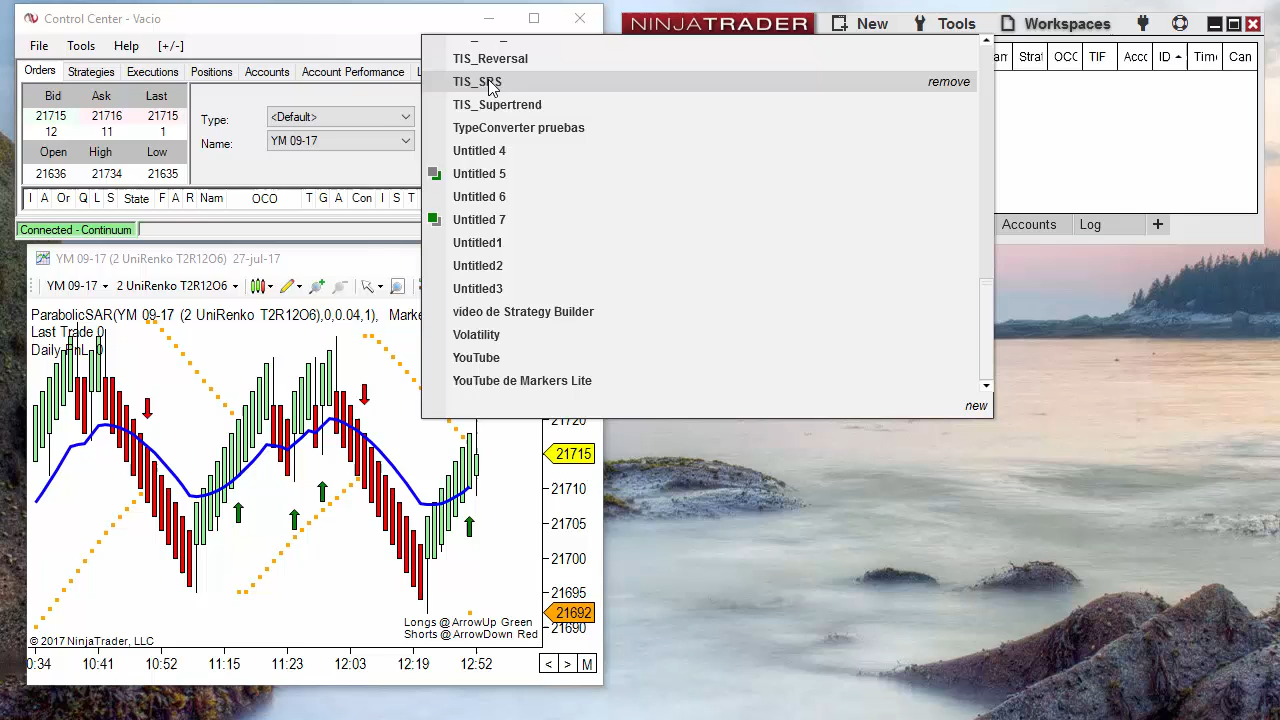 Control Center - Vacio
File Tools Help [+/-]
Orders Strategies Executions Positions Accounts Account Performance
Bid Ask Last
21715 21716 21715
12 11 1
Open High Low
21636 21734 21635
Type: <Default>
Name: YM 09-17
I A Or Q L S State F A R Nam OCO T G A Con I S T
Connected - Continuum
NINJATRADER New Tools Workspaces
Strat OCC TIF Acco ID Time Can
Accounts Log +
TIS_Reversal
TIS_SRS remove
TIS_Supertrend
TypeConverter pruebas
Untitled 4
Untitled 5
Untitled 6
Untitled 7
Untitled1
Untitled2
Untitled3
video de Strategy Builder
Volatility
YouTube
YouTube de Markers Lite
new
YM 09-17 (2 UniRenko T2R12O6) 27-jul-17
YM 09-17 2 UniRenko T2R12O6
ParabolicSAR(YM 09-17 (2 UniRenko T2R12O6),0,0.04,1), Marke
Last Trade 0
Daily PnL 0
21720
21715
21710
21705
21700
21695
21692
21690
Longs @ ArrowUp Green
Shorts @ ArrowDown Red
© 2017 NinjaTrader, LLC
0:34 10:41 10:52 11:15 11:23 12:03 12:19 12:52
< > M